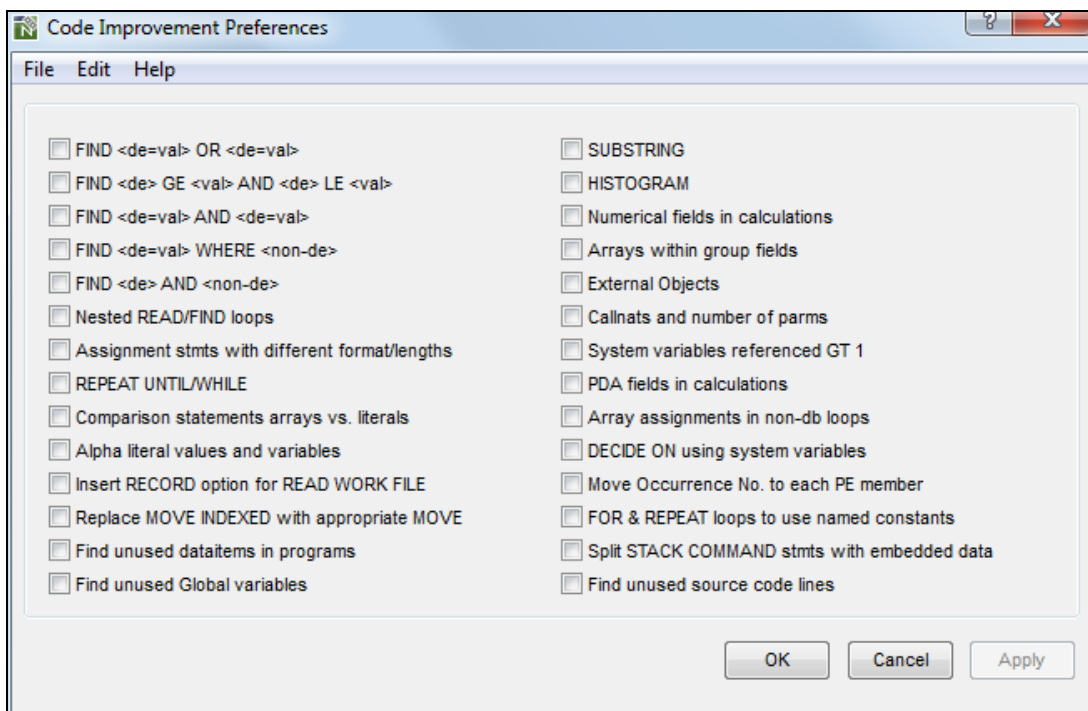 Code Improvement Preferences
File Edit Help
FIND <de=val> OR <de=val>
FIND <de> GE <val> AND <de> LE <val>
FIND <de=val> AND <de=val>
FIND <de=val> WHERE <non-de>
FIND <de> AND <non-de>
Nested READ/FIND loops
Assignment stmts with different format/lengths
REPEAT UNTIL/WHILE
Comparison statements arrays vs. literals
Alpha literal values and variables
Insert RECORD option for READ WORK FILE
Replace MOVE INDEXED with appropriate MOVE
Find unused dataitems in programs
Find unused Global variables
SUBSTRING
HISTOGRAM
Numerical fields in calculations
Arrays within group fields
External Objects
Callnats and number of parms
System variables referenced GT 1
PDA fields in calculations
Array assignments in non-db loops
DECIDE ON using system variables
Move Occurrence No. to each PE member
FOR & REPEAT loops to use named constants
Split STACK COMMAND stmts with embedded data
Find unused source code lines
OK Cancel Apply